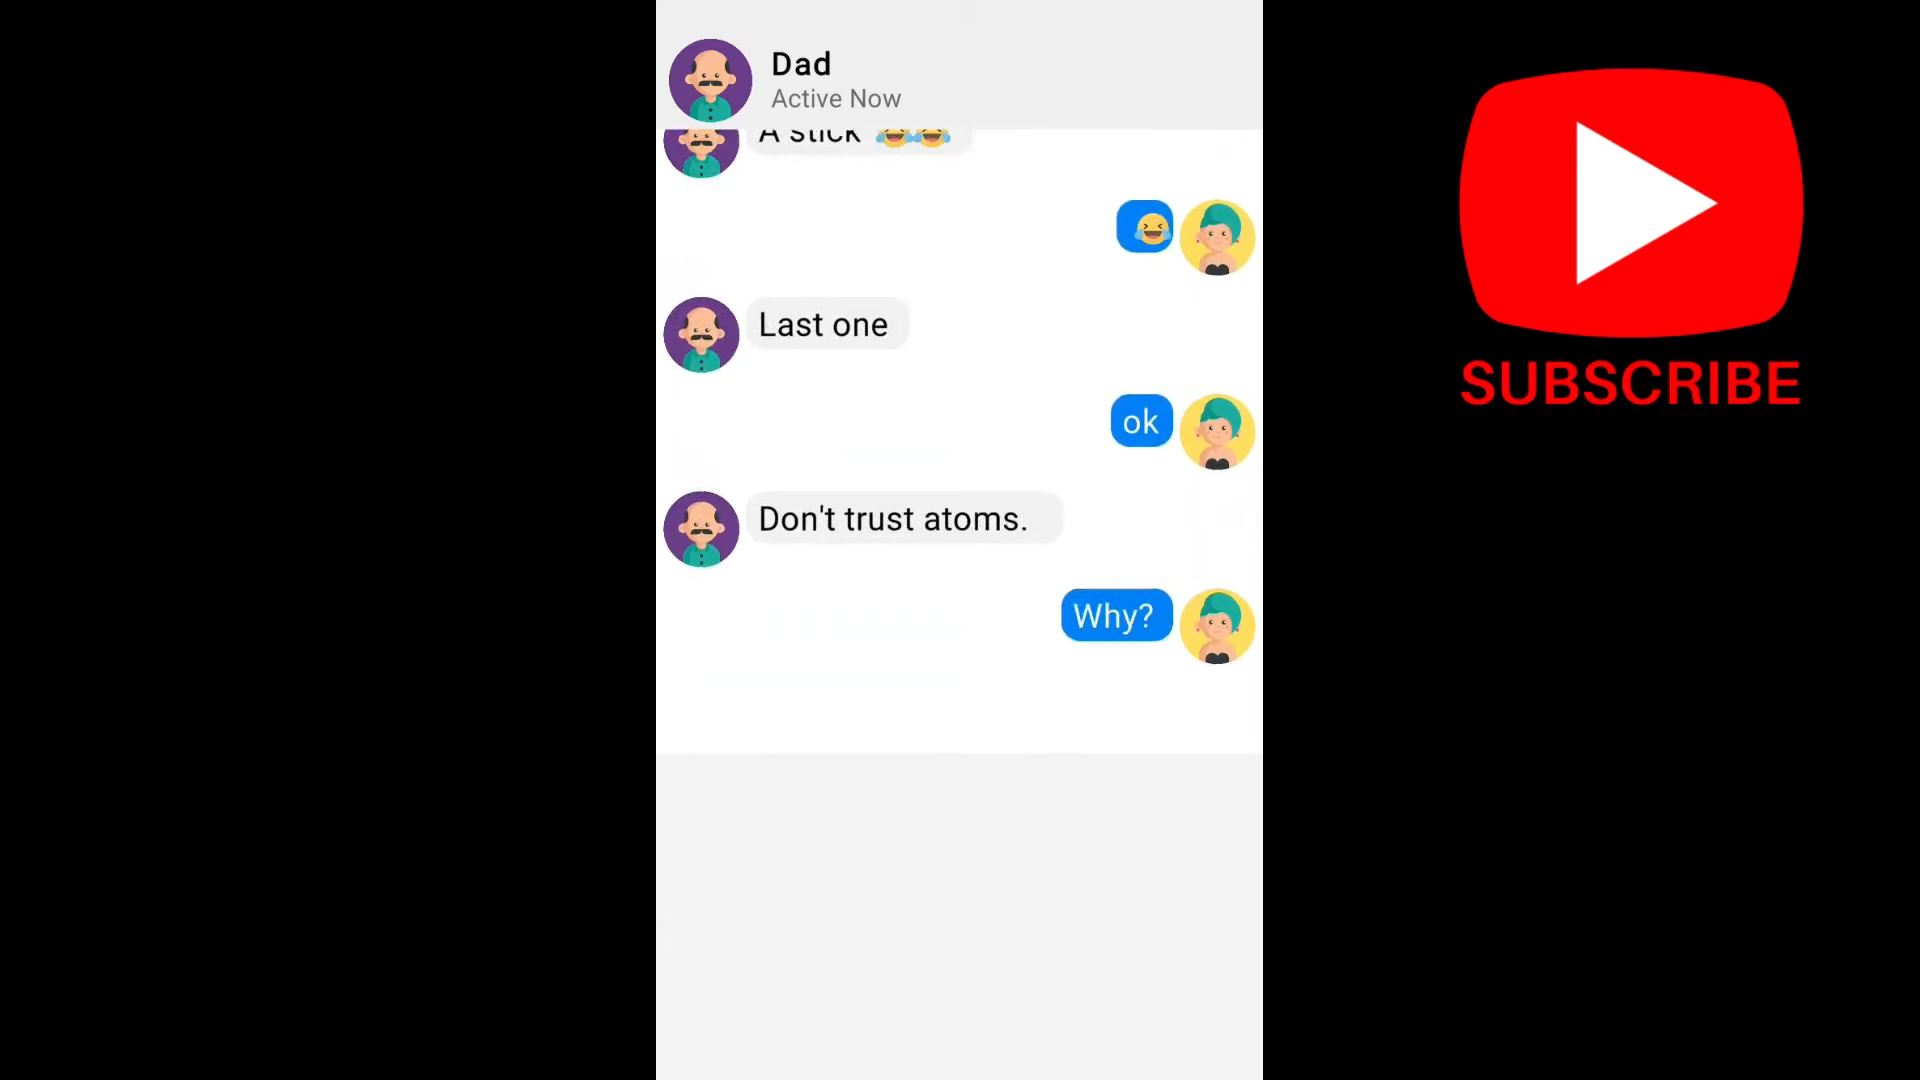 Dad
Active Now
A stick 😂😂
😂
Last one
ok
Don't trust atoms.
Why?
SUBSCRIBE